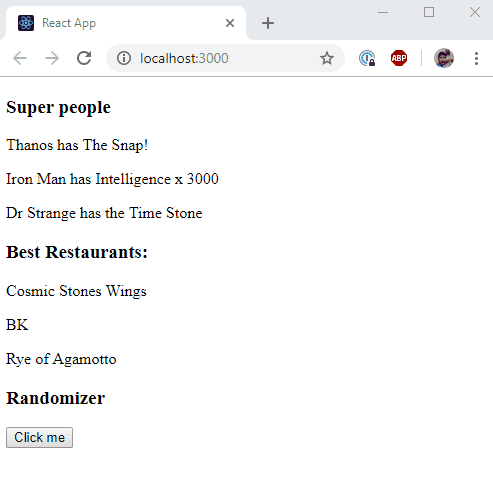 React App
localhost:3000
ABP
Super people
Thanos has The Snap!
Iron Man has Intelligence x 3000
Dr Strange has the Time Stone
Best Restaurants:
Cosmic Stones Wings
BK
Rye of Agamotto
Randomizer
Click me